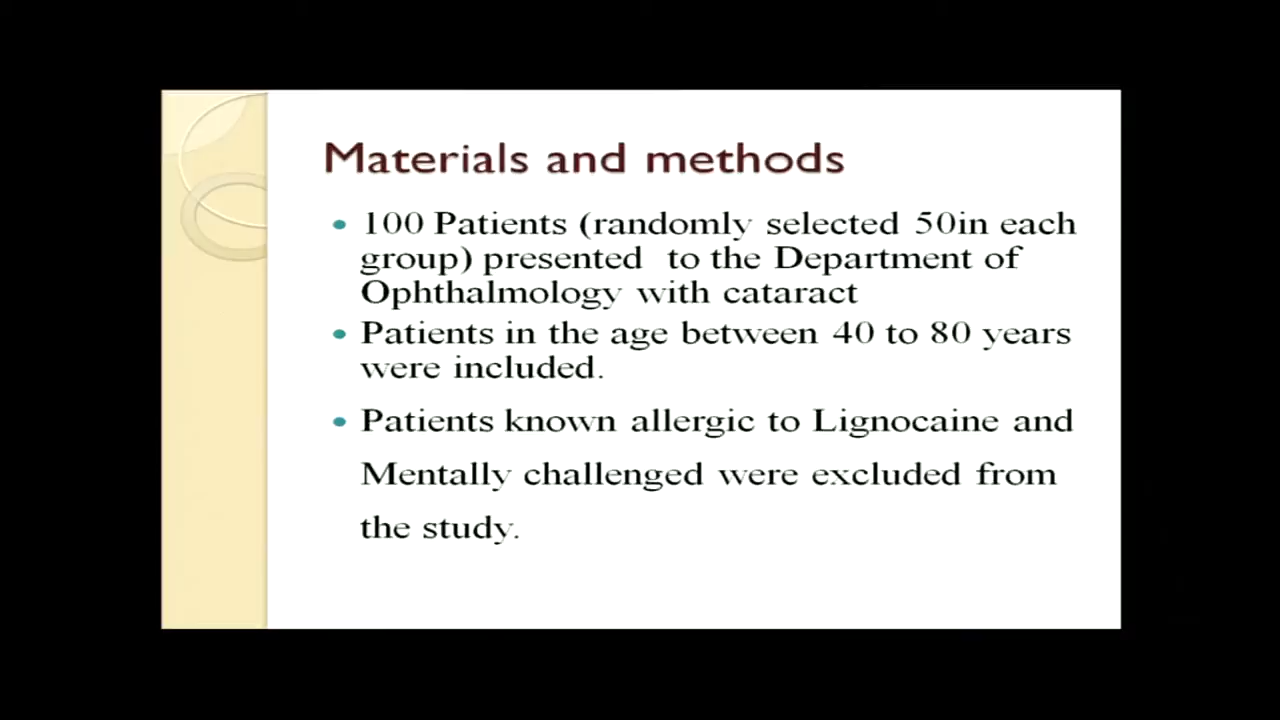 Materials and methods
• 100 Patients (randomly selected 50in each
group) presented to the Department of
Ophthalmology with cataract
• Patients in the age between 40 to 80 years
were included.
• Patients known allergic to Lignocaine and
Mentally challenged were excluded from
the study.